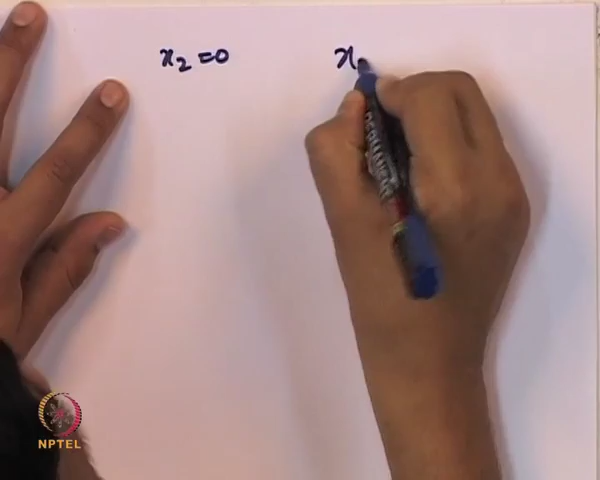 x₂ = 0 x
NPTEL